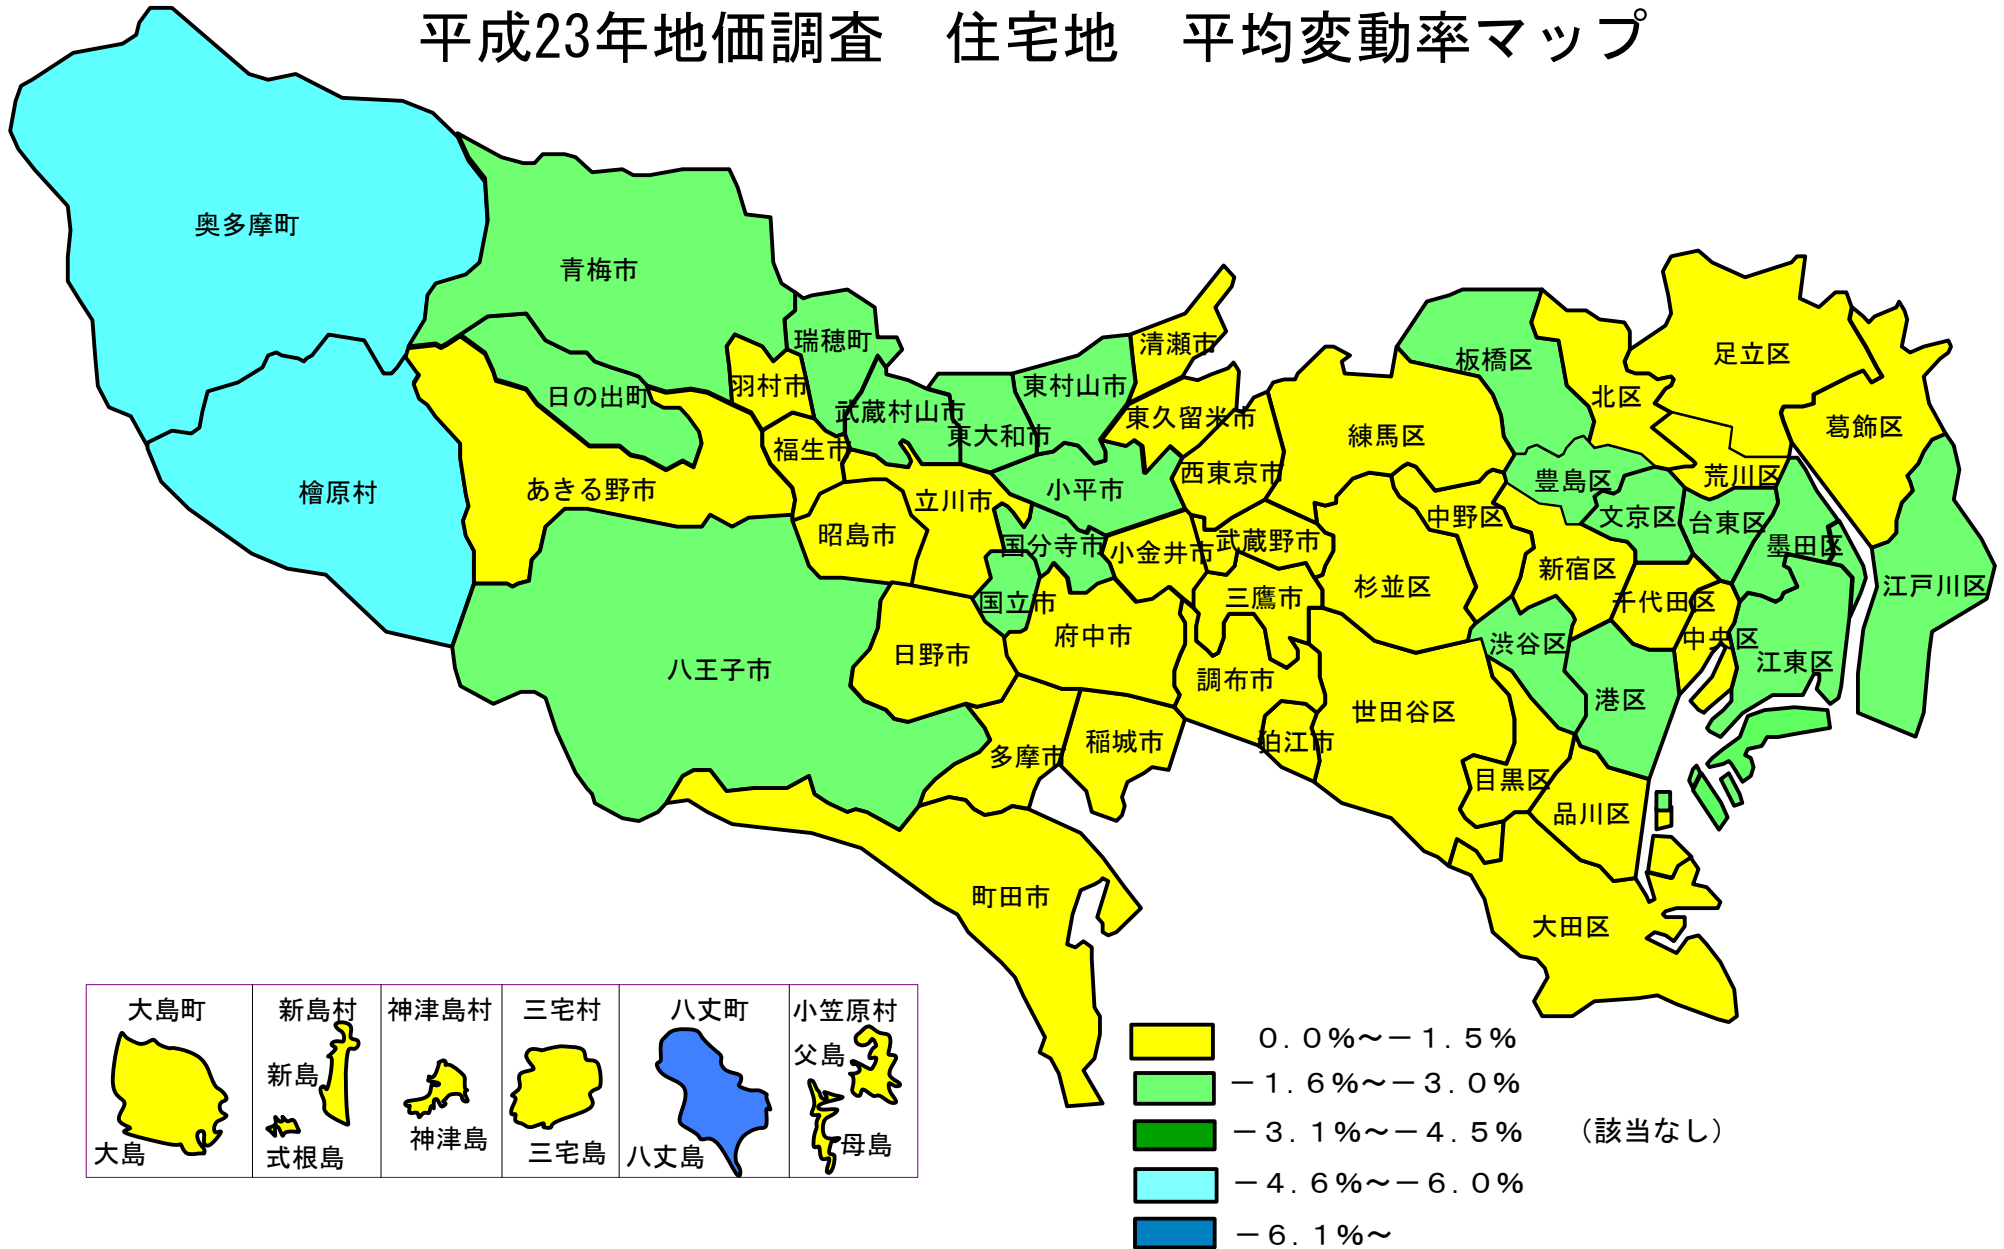 平成23年地価調査　住宅地　平均変動率マップ
奥多摩町
青梅市
瑞穂町
清瀬市
板橋区
足立区
日の出町
羽村市
武蔵村山市
東大和市
東村山市
東久留米市
練馬区
北区
葛飾区
檜原村
あきる野市
福生市
昭島市
立川市
小平市
西東京市
中野区
豊島区
文京区
荒川区
台東区
墨田区
江戸川区
国分寺市
小金井市
武蔵野市
杉並区
新宿区
千代田区
中央区
江東区
八王子市
日野市
国立市
府中市
三鷹市
調布市
渋谷区
港区
世田谷区
多摩市
稲城市
狛江市
目黒区
品川区
町田市
大田区
大島町
大島
新島村
新島
式根島
神津島村
神津島
三宅村
三宅島
八丈町
八丈島
小笠原村
父島
母島
０.０％～－１.５％
－１.６％～－３.０％
－３.１％～－４.５％　（該当なし）
－４.６％～－６.０％
－６.１％～